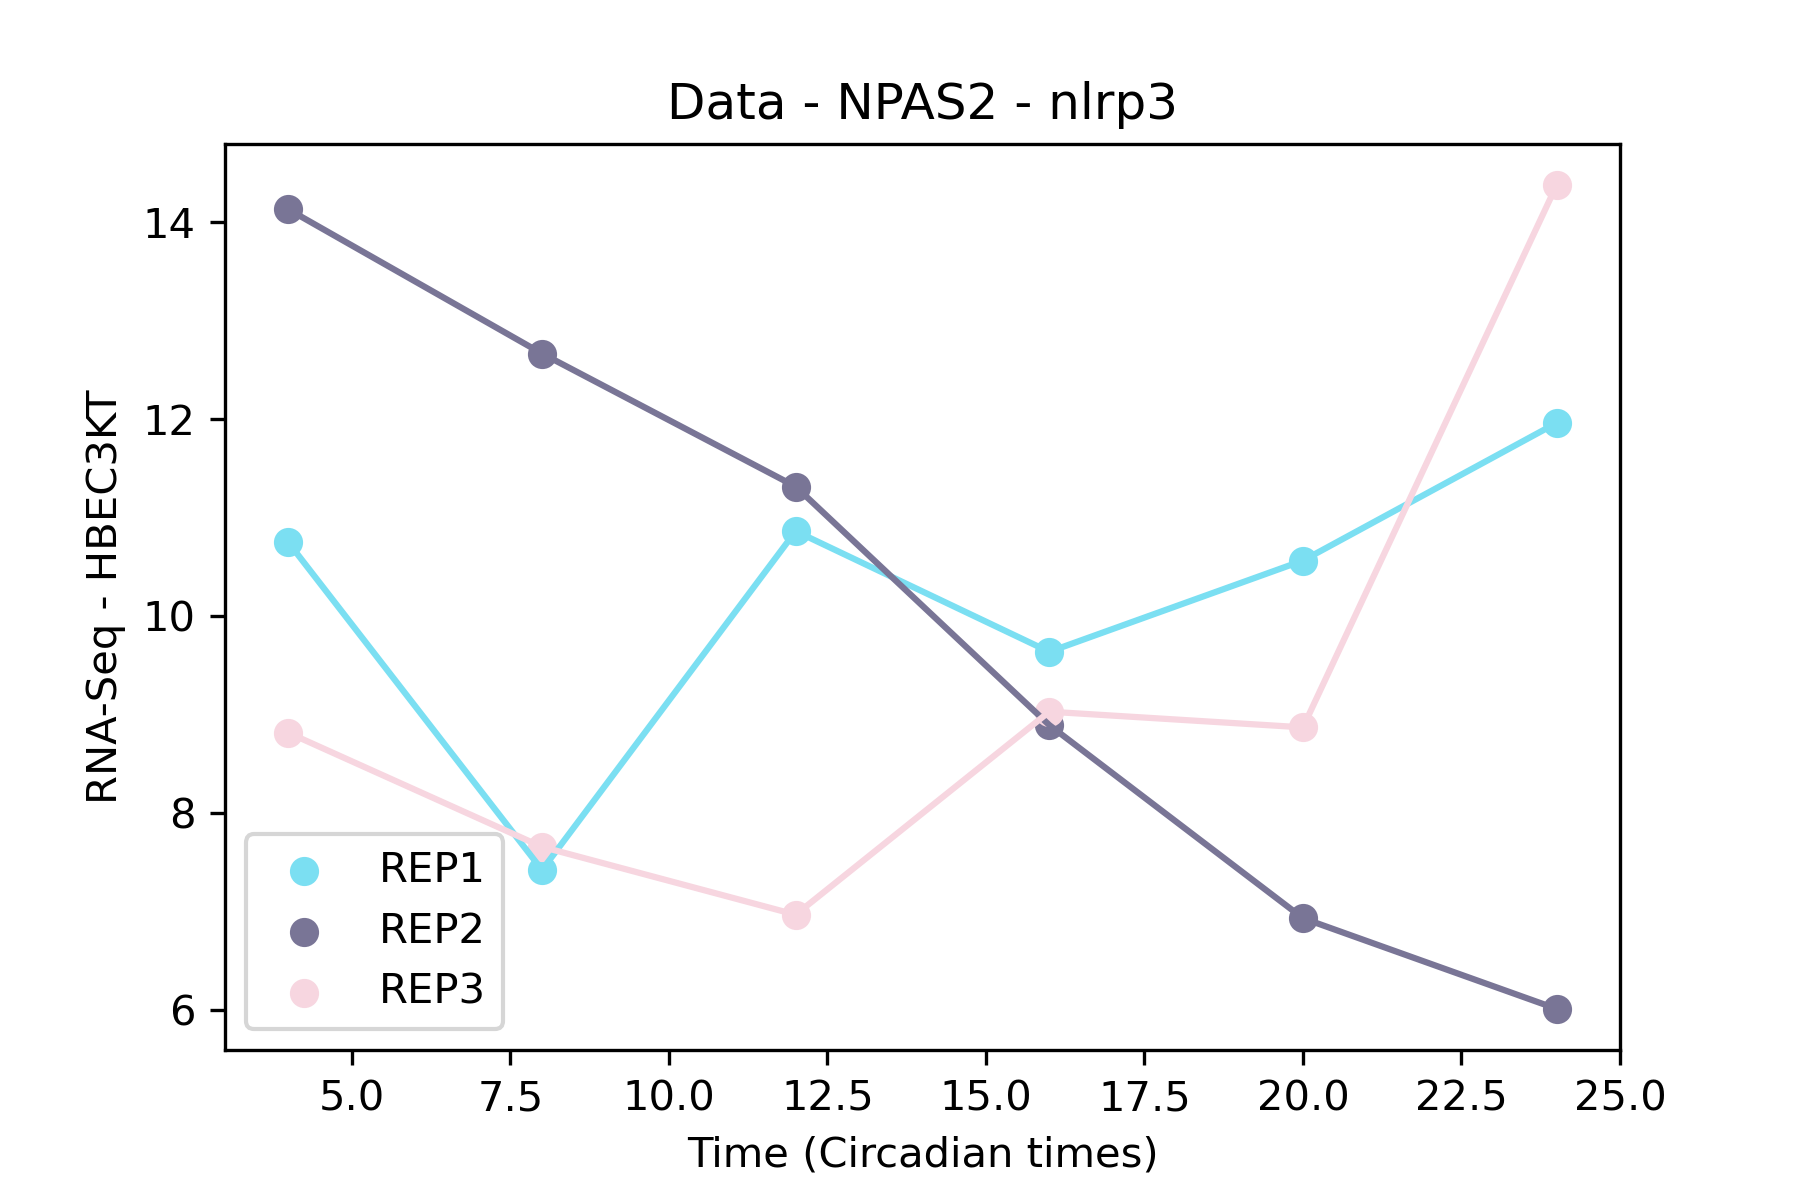 Data - NPAS2 - nlrp3
RNA-Seq - HBEC3KT
14
12
10
8
6
REP1
REP2
REP3
5.0 7.5 10.0 12.5 15.0 17.5 20.0 22.5 25.0
Time (Circadian times)